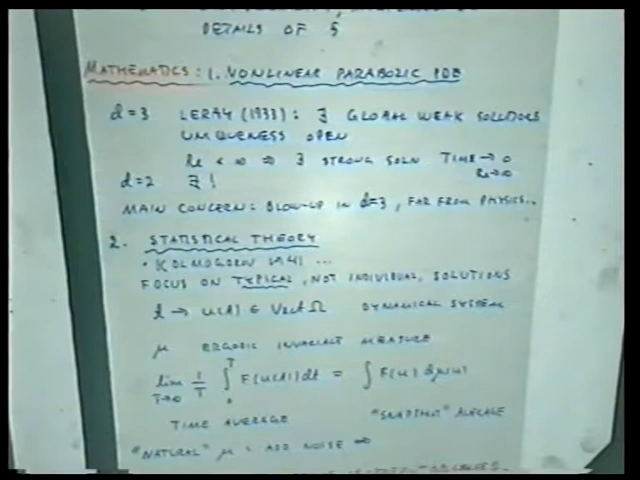 DETAILS OF S
MATHEMATICS: 1. NONLINEAR PARABOLIC PDE
d=3 LERAY (1933): ∃ GLOBAL WEAK SOLUTIONS
UNIQUENESS OPEN
Re < ∞ ⇒ ∃ STRONG SOLN TIME → 0
Re → ∞
d=2 ∃!
MAIN CONCERN: BLOW-UP IN d=3, FAR FROM PHYSICS..
2. STATISTICAL THEORY
• KOLMOGOROV 1941 ...
FOCUS ON TYPICAL, NOT INDIVIDUAL, SOLUTIONS
t → u(t) ∈ Vect Ω DYNAMICAL SYSTEM
μ ERGODIC INVARIANT MEASURE
lim T→∞ 1/T ∫₀ᵀ F(u(t))dt = ∫ F(u) dμ(u)
TIME AVERAGE "SNAPSHOT" AVERAGE
"NATURAL" μ : ADD NOISE ⇒